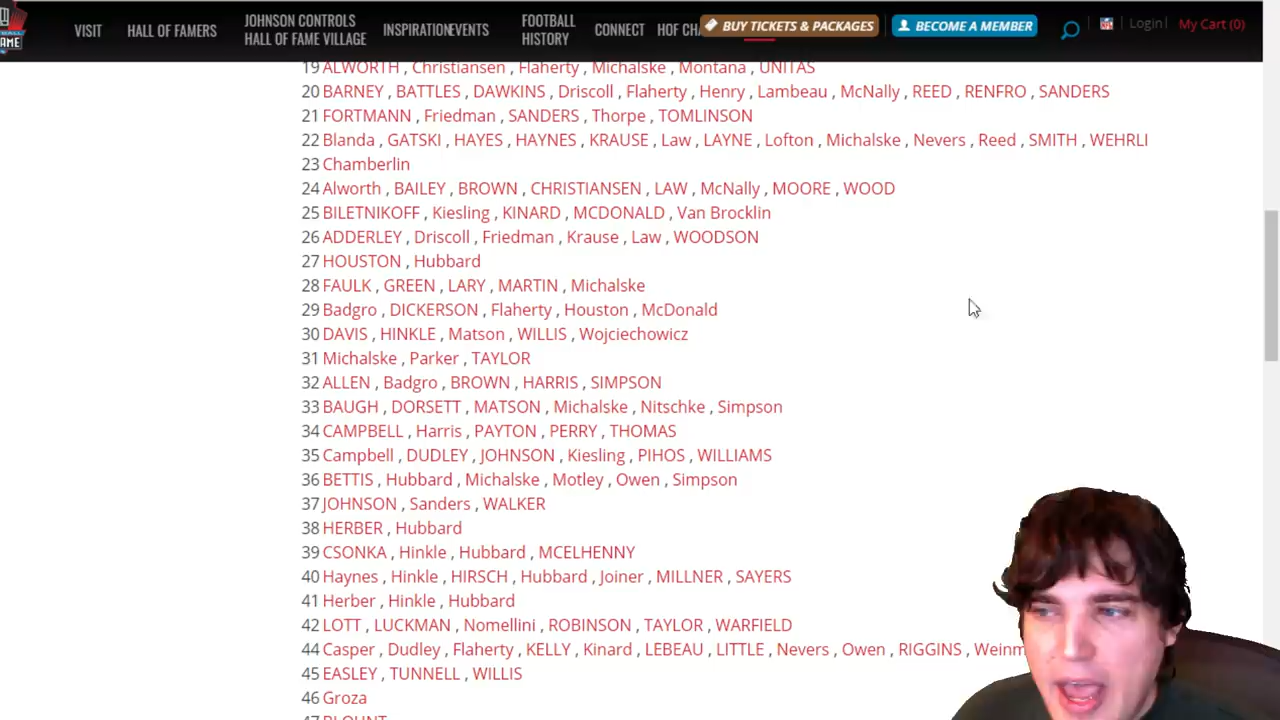 VISIT
HALL OF FAMERS
JOHNSON CONTROLS
HALL OF FAME VILLAGE
INSPIRATION
EVENTS
FOOTBALL
HISTORY
CONNECT
HOF CHA
BUY TICKETS & PACKAGES
BECOME A MEMBER
Login
My Cart (0)
19 ALWORTH , Christiansen , Flaherty , Michalske , Montana , UNITAS
20 BARNEY , BATTLES , DAWKINS , Driscoll , Flaherty , Henry , Lambeau , McNally , REED , RENFRO , SANDERS
21 FORTMANN , Friedman , SANDERS , Thorpe , TOMLINSON
22 Blanda , GATSKI , HAYES , HAYNES , KRAUSE , Law , LAYNE , Lofton , Michalske , Nevers , Reed , SMITH , WEHRLI
23 Chamberlin
24 Alworth , BAILEY , BROWN , CHRISTIANSEN , LAW , McNally , MOORE , WOOD
25 BILETNIKOFF , Kiesling , KINARD , MCDONALD , Van Brocklin
26 ADDERLEY , Driscoll , Friedman , Krause , Law , WOODSON
27 HOUSTON , Hubbard
28 FAULK , GREEN , LARY , MARTIN , Michalske
29 Badgro , DICKERSON , Flaherty , Houston , McDonald
30 DAVIS , HINKLE , Matson , WILLIS , Wojciechowicz
31 Michalske , Parker , TAYLOR
32 ALLEN , Badgro , BROWN , HARRIS , SIMPSON
33 BAUGH , DORSETT , MATSON , Michalske , Nitschke , Simpson
34 CAMPBELL , Harris , PAYTON , PERRY , THOMAS
35 Campbell , DUDLEY , JOHNSON , Kiesling , PIHOS , WILLIAMS
36 BETTIS , Hubbard , Michalske , Motley , Owen , Simpson
37 JOHNSON , Sanders , WALKER
38 HERBER , Hubbard
39 CSONKA , Hinkle , Hubbard , MCELHENNY
40 Haynes , Hinkle , HIRSCH , Hubbard , Joiner , MILLNER , SAYERS
41 Herber , Hinkle , Hubbard
42 LOTT , LUCKMAN , Nomellini , ROBINSON , TAYLOR , WARFIELD
44 Casper , Dudley , Flaherty , KELLY , Kinard , LEBEAU , LITTLE , Nevers , Owen , RIGGINS , Weinm
45 EASLEY , TUNNELL , WILLIS
46 Groza
47 BLOUNT